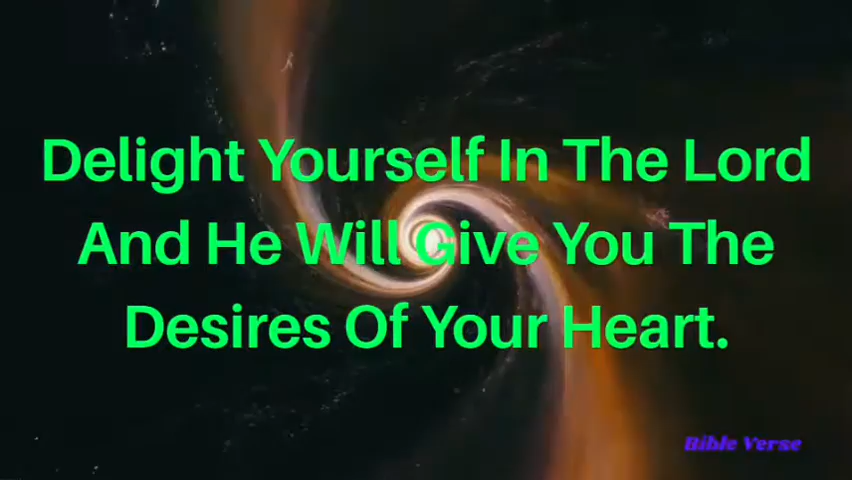 Delight Yourself In The Lord
And He Will Give You The
Desires Of Your Heart.
Bible Verse